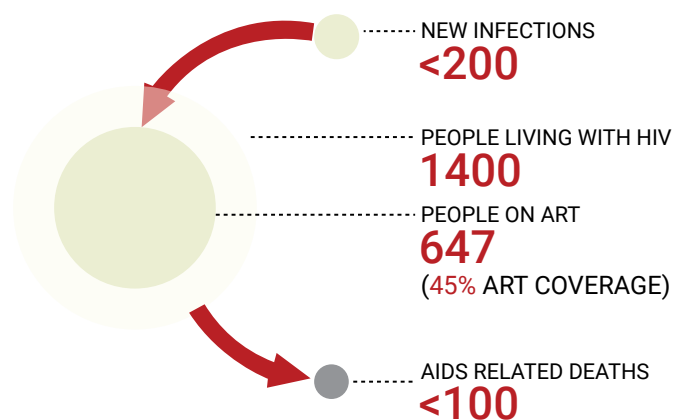 NEW INFECTIONS
<200
PEOPLE LIVING WITH HIV
1400
PEOPLE ON ART
647
(45% ART COVERAGE)
AIDS RELATED DEATHS
<100